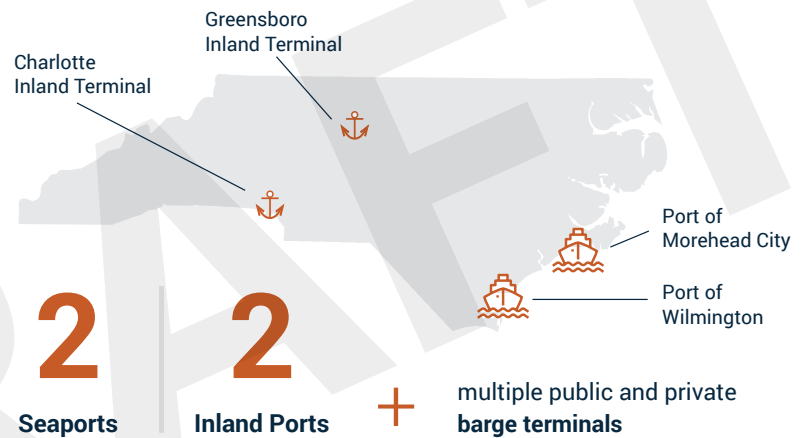 Greensboro
Inland Terminal
Charlotte
Inland Terminal
Port of
Morehead City
Port of
Wilmington
2
Seaports
2
Inland Ports
+
multiple public and private
barge terminals
DRAFT